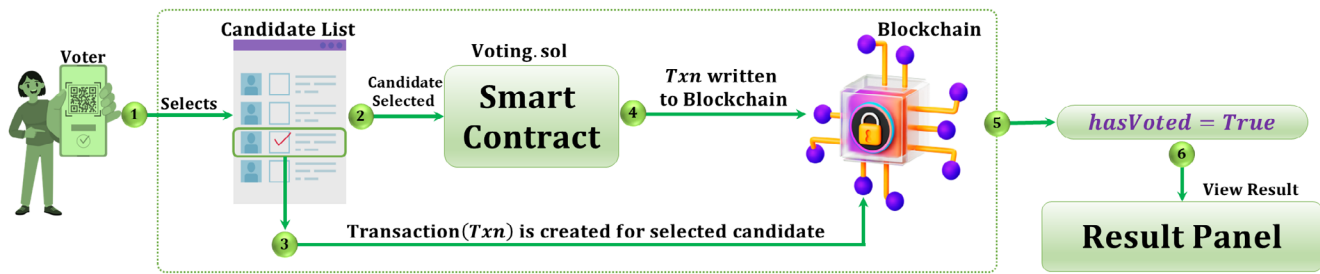 Voter
1
Selects
Candidate List
2
Candidate
Selected
Voting.sol
Smart
Contract
3
Transaction(Txn) is created for selected candidate
4
Txn written
to Blockchain
Blockchain
5
hasVoted = True
6
View Result
Result Panel